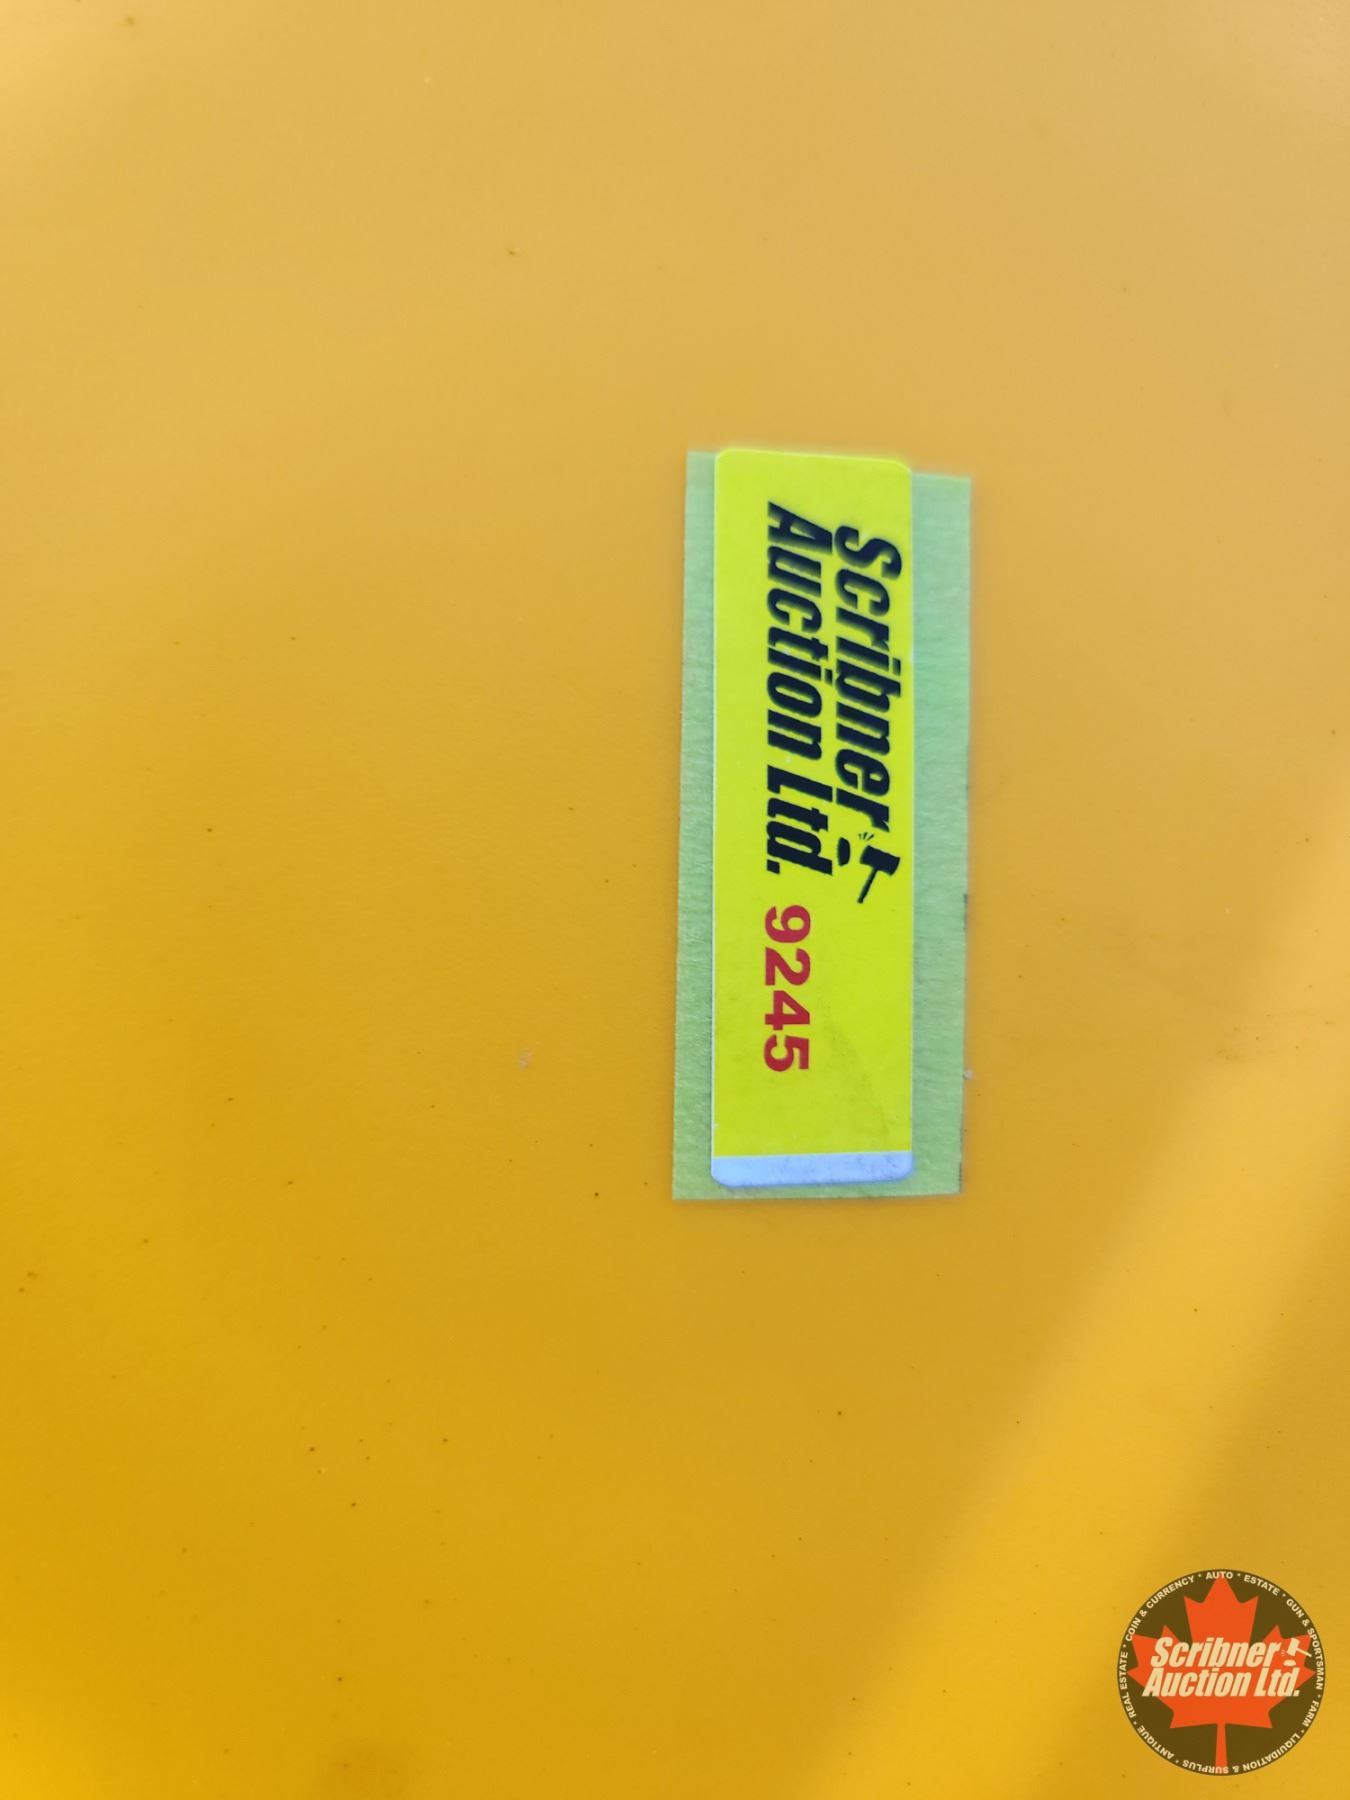 Scribner
Auction Ltd. 9245
COIN & CURRENCY * AUTO * ESTATE * GUN & SPORTSMAN * FARM * LIQUIDATION & SURPLUS * ANTIQUE * REAL ESTATE *
Scribner
Auction Ltd.